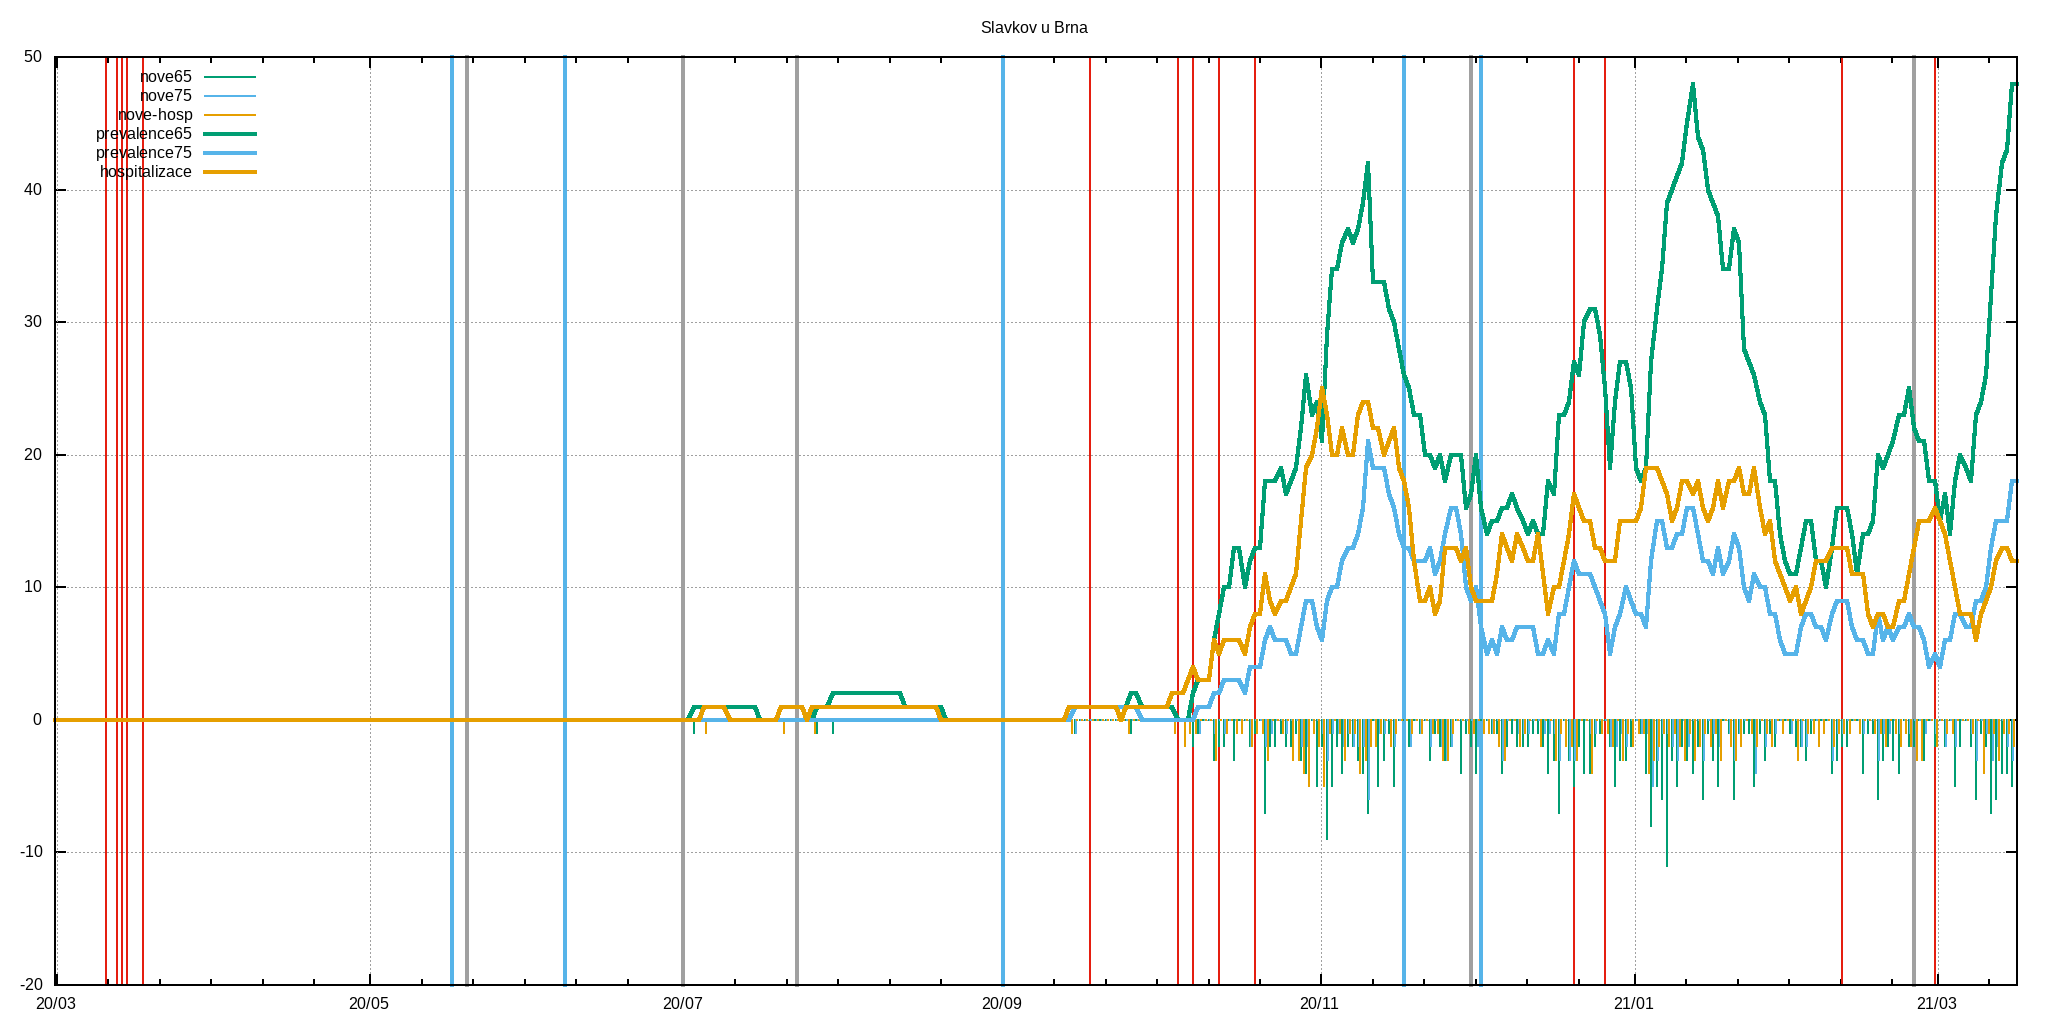 Slavkov u Brna
50
40
30
20
10
0
-10
-20
nove65
nove75
nove-hosp
prevalence65
prevalence75
hospitalizace
20/03 20/05 20/07 20/09 20/11 21/01 21/03